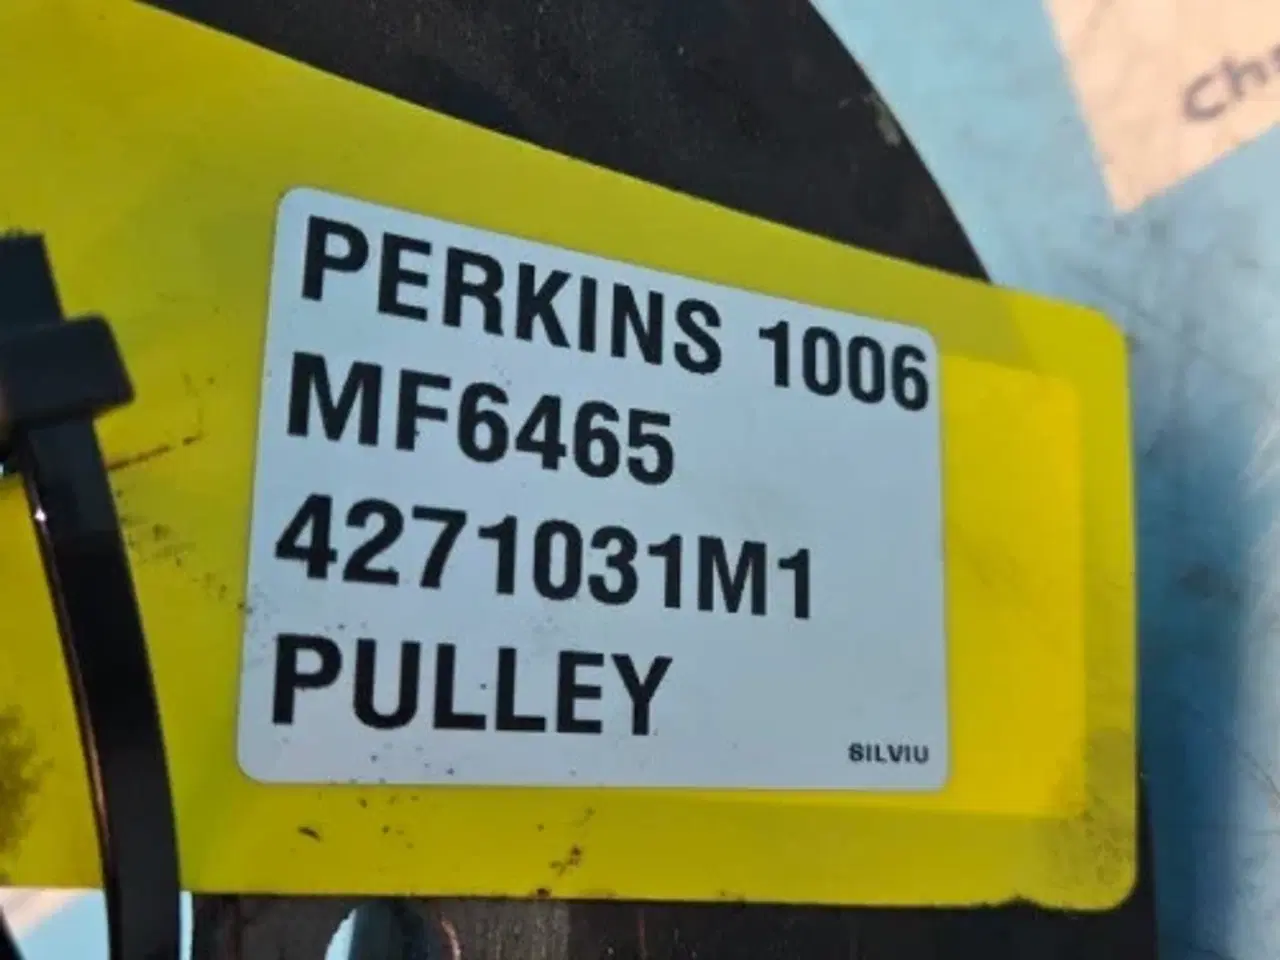 PERKINS 1006
MF6465
4271031M1
PULLEY
SILVIU